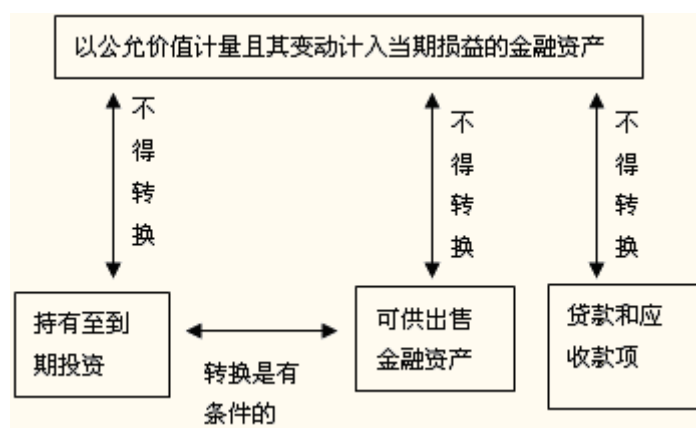 以公允价值计量且其变动计入当期损益的金融资产
不得转换
不得转换
不得转换
持有至到
期投资
转换是有
条件的
可供出售
金融资产
贷款和应
收款项